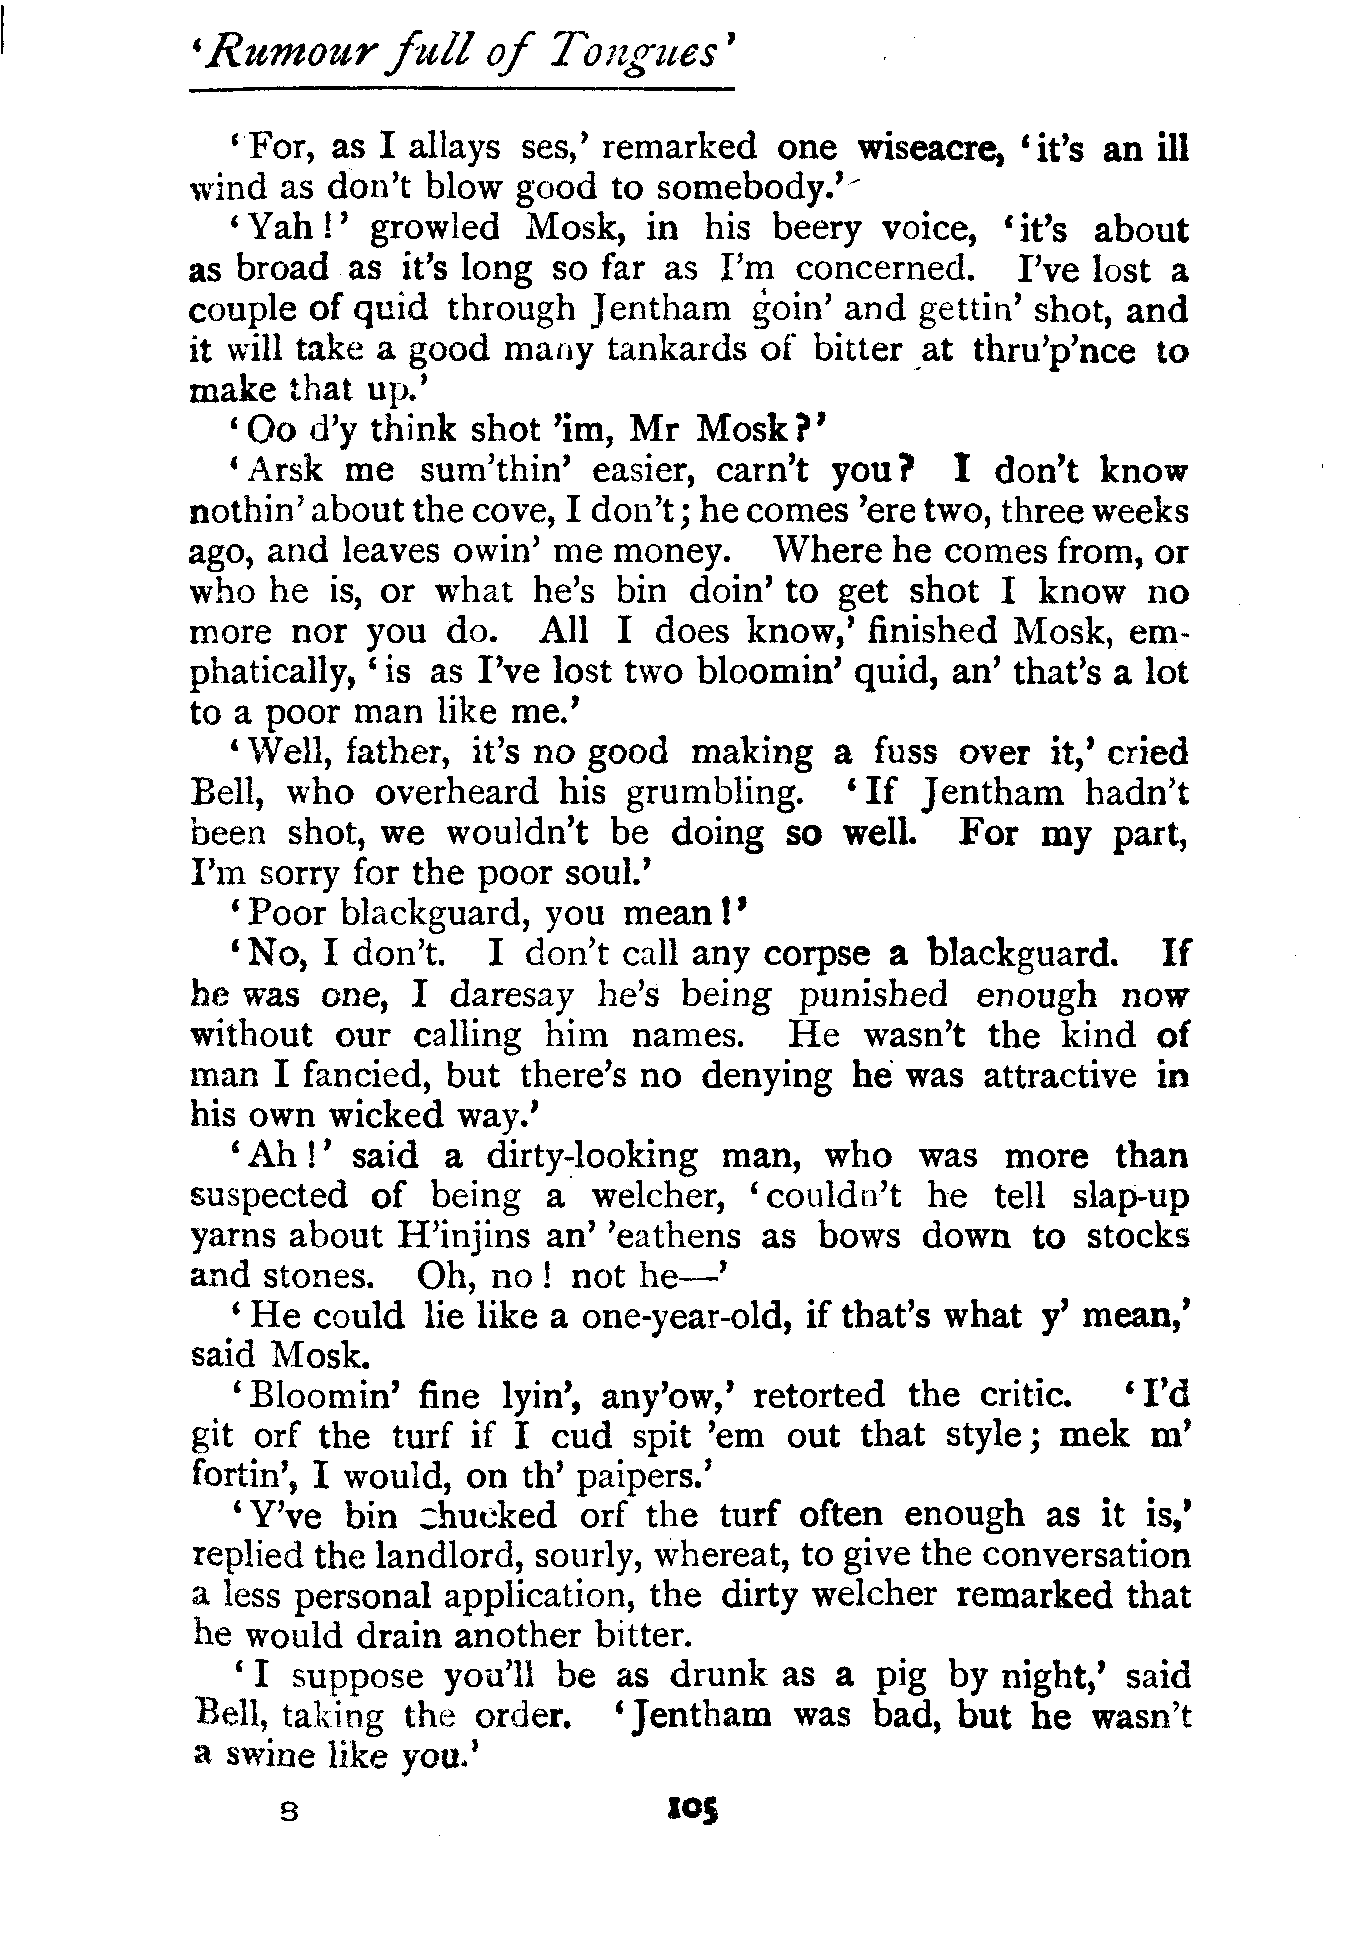 ‘Rumour full of Tongues’
‘For, as I allays ses,’ remarked one wiseacre, ‘it’s an ill
wind as don’t blow good to somebody.’
‘Yah!’ growled Mosk, in his beery voice, ‘it’s about
as broad as it’s long so far as I’m concerned. I’ve lost a
couple of quid through Jentham goin’ and gettin’ shot, and
it will take a good many tankards of bitter at thru’p’nce to
make that up.’
‘Oo d’y think shot ’im, Mr Mosk?’
‘Arsk me sum’thin’ easier, carn’t you? I don’t know
nothin’ about the cove, I don’t; he comes ’ere two, three weeks
ago, and leaves owin’ me money. Where he comes from, or
who he is, or what he’s bin doin’ to get shot I know no
more nor you do. All I does know,’ finished Mosk, em-
phatically, ‘is as I’ve lost two bloomin’ quid, an’ that’s a lot
to a poor man like me.’
‘Well, father, it’s no good making a fuss over it,’ cried
Bell, who overheard his grumbling. ‘If Jentham hadn’t
been shot, we wouldn’t be doing so well. For my part,
I’m sorry for the poor soul.’
‘Poor blackguard, you mean!’
‘No, I don’t. I don’t call any corpse a blackguard. If
he was one, I daresay he’s being punished enough now
without our calling him names. He wasn’t the kind of
man I fancied, but there’s no denying he was attractive in
his own wicked way.’
‘Ah!’ said a dirty-looking man, who was more than
suspected of being a welcher, ‘couldn’t he tell slap-up
yarns about H’injins an’ ’eathens as bows down to stocks
and stones. Oh, no! not he—’
‘He could lie like a one-year-old, if that’s what y’ mean,’
said Mosk.
‘Bloomin’ fine lyin’, any’ow,’ retorted the critic. ‘I’d
git orf the turf if I cud spit ’em out that style; mek m’
fortin’, I would, on th’ paipers.’
‘Y’ve bin chucked orf the turf often enough as it is,’
replied the landlord, sourly, whereat, to give the conversation
a less personal application, the dirty welcher remarked that
he would drain another bitter.
‘I suppose you’ll be as drunk as a pig by night,’ said
Bell, taking the order. ‘Jentham was bad, but he wasn’t
a swine like you.’
8 105